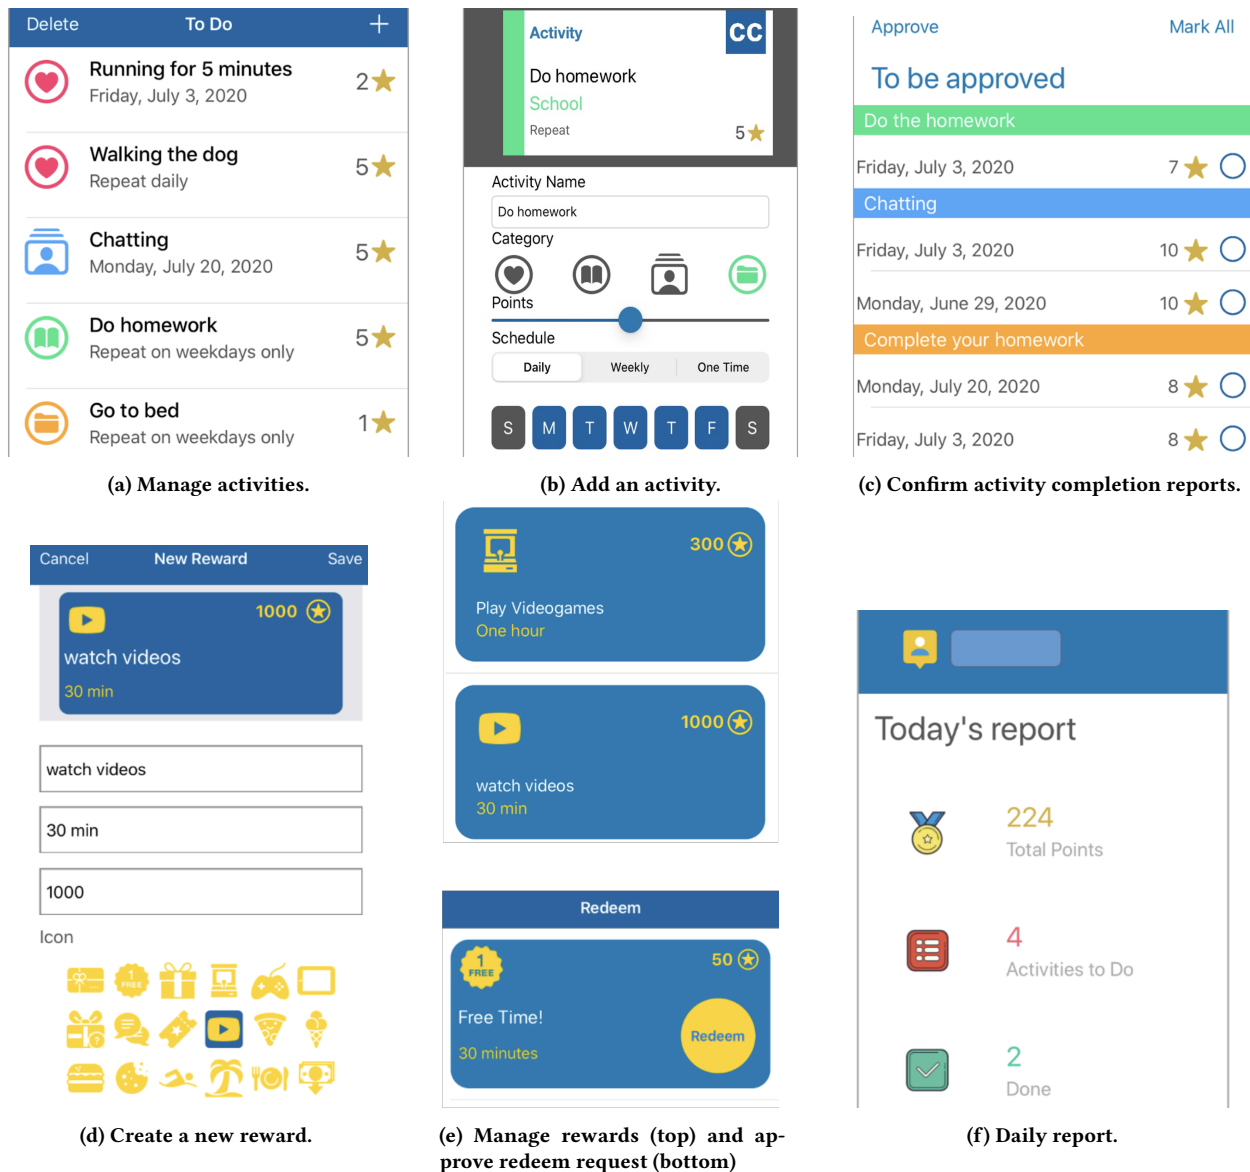 Delete To Do +
Running for 5 minutes
Friday, July 3, 2020
2
Walking the dog
Repeat daily
5
Chatting
Monday, July 20, 2020
5
Do homework
Repeat on weekdays only
5
Go to bed
Repeat on weekdays only
1
(a) Manage activities.
Activity CC
Do homework
School
Repeat 5
Activity Name
Do homework
Category
Points
Schedule
Daily Weekly One Time
S M T W T F S
(b) Add an activity.
Approve Mark All
To be approved
Do the homework
Friday, July 3, 2020 7
Chatting
Friday, July 3, 2020 10
Monday, June 29, 2020 10
Complete your homework
Monday, July 20, 2020 8
Friday, July 3, 2020 8
(c) Confirm activity completion reports.
Cancel New Reward Save
1000
watch videos
30 min
watch videos
30 min
1000
Icon
1
FREE
(d) Create a new reward.
300
Play Videogames
One hour
1000
watch videos
30 min
Redeem
1
FREE
50
Free Time!
Redeem
30 minutes
(e) Manage rewards (top) and ap-
prove redeem request (bottom)
Today's report
224
Total Points
4
Activities to Do
2
Done
(f) Daily report.